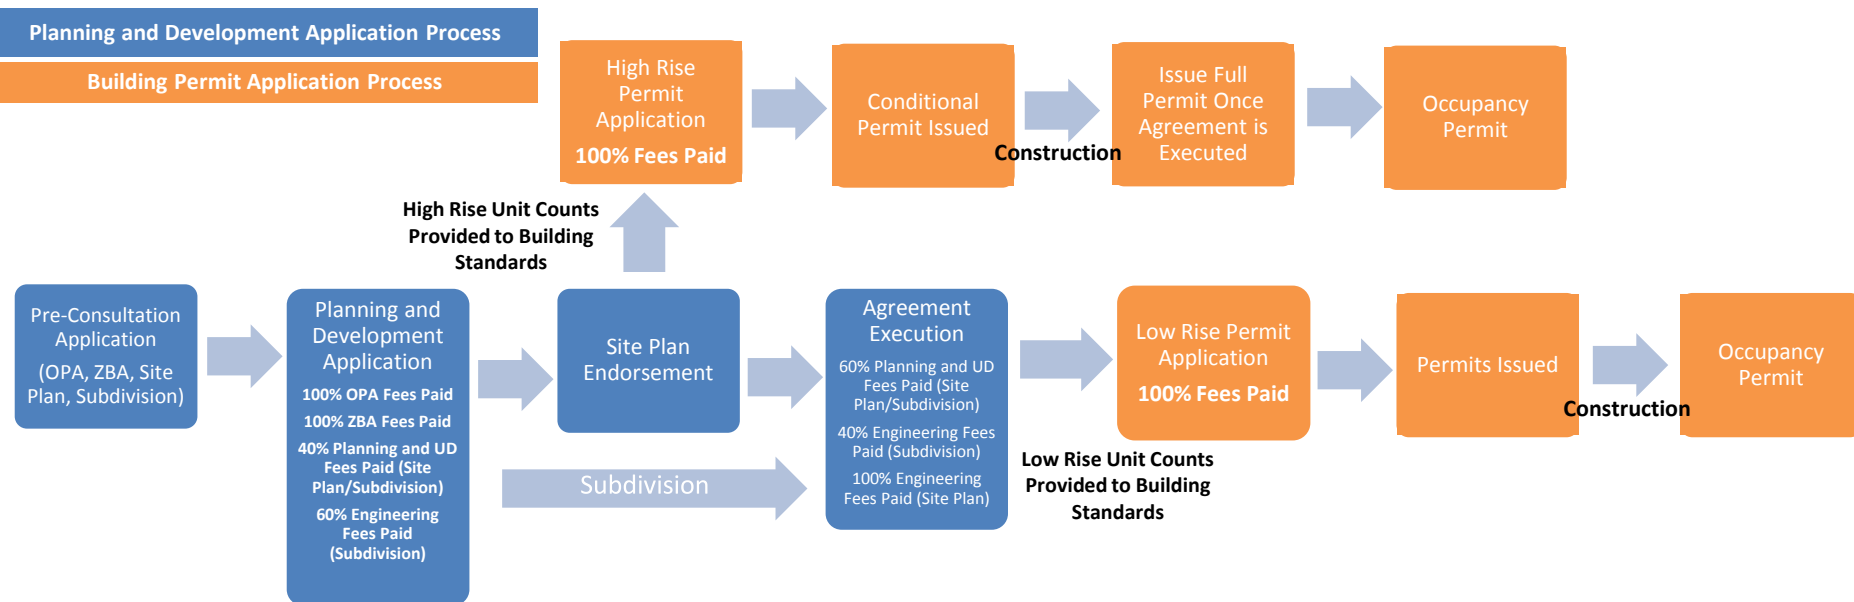 Planning and Development Application Process
Building Permit Application Process
High Rise
Permit
Application
100% Fees Paid
Conditional
Permit Issued
Construction
Issue Full
Permit Once
Agreement is
Executed
Occupancy
Permit
High Rise Unit Counts
Provided to Building
Standards
Pre-Consultation
Application
(OPA, ZBA, Site
Plan, Subdivision)
Planning and
Development
Application
100% OPA Fees Paid
100% ZBA Fees Paid
40% Planning and UD
Fees Paid (Site
Plan/Subdivision)
60% Engineering
Fees Paid
(Subdivision)
Site Plan
Endorsement
Subdivision
Agreement
Execution
60% Planning and UD
Fees Paid (Site
Plan/Subdivision)
40% Engineering Fees
Paid (Subdivision)
100% Engineering
Fees Paid (Site Plan)
Low Rise Unit Counts
Provided to Building
Standards
Low Rise Permit
Application
100% Fees Paid
Permits Issued
Construction
Occupancy
Permit